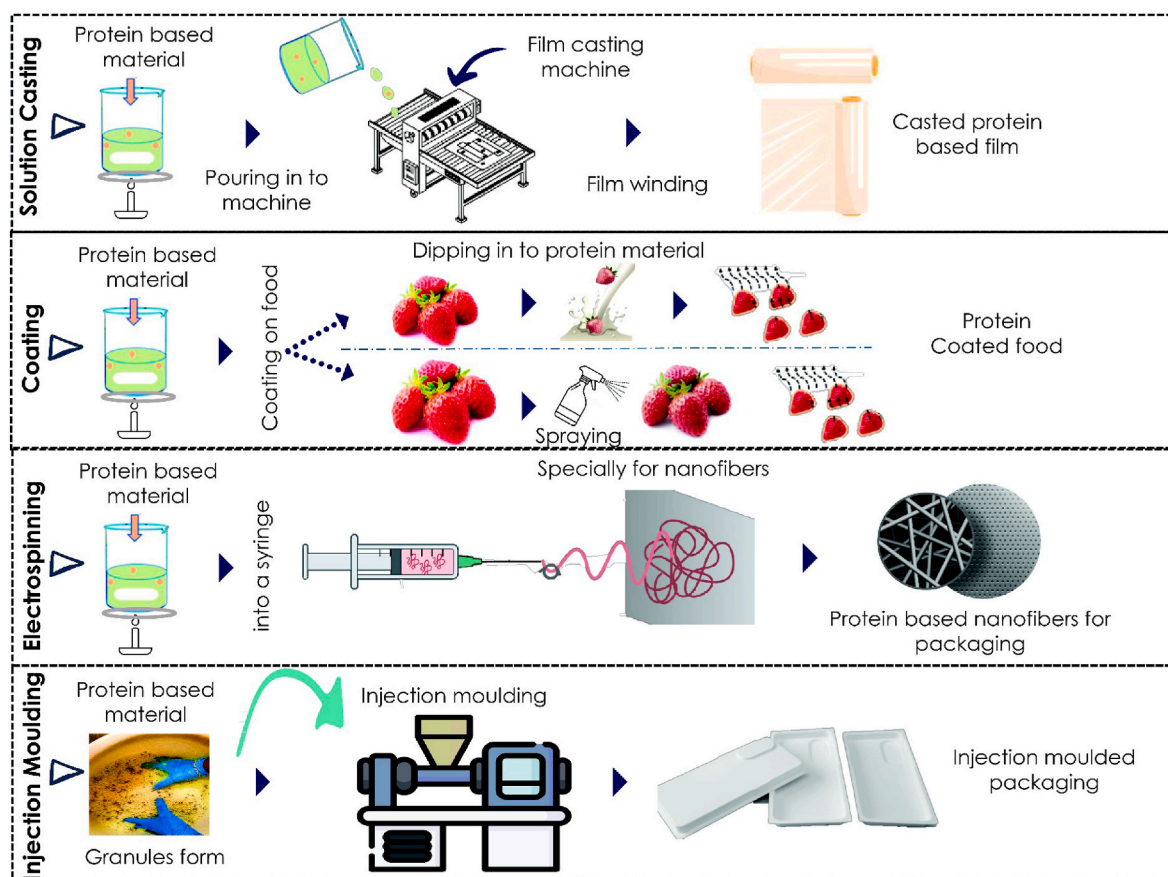 Solution Casting
Protein based
material
Pouring in to
machine
Film casting
machine
Film winding
Casted protein
based film
Coating
Protein based
material
Coating on food
Dipping in to protein material
Spraying
Protein
Coated food
Electrospinning
Protein based
material
into a syringe
Specially for nanofibers
Protein based nanofibers for
packaging
Injection Moulding
Protein based
material
Granules form
Injection moulding
Injection moulded
packaging